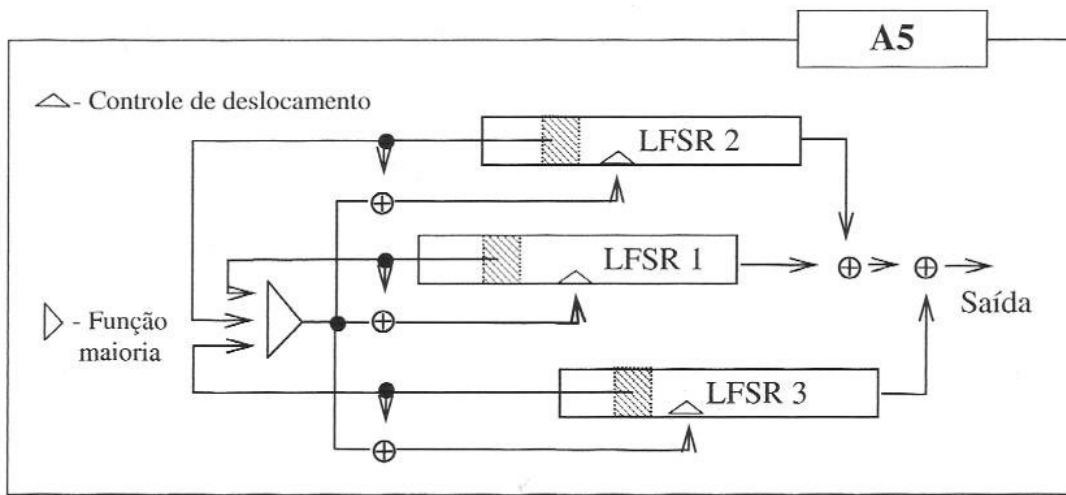 A5
- Controle de deslocamento
LFSR 2
LFSR 1
- Função
maioria
Saída
LFSR 3